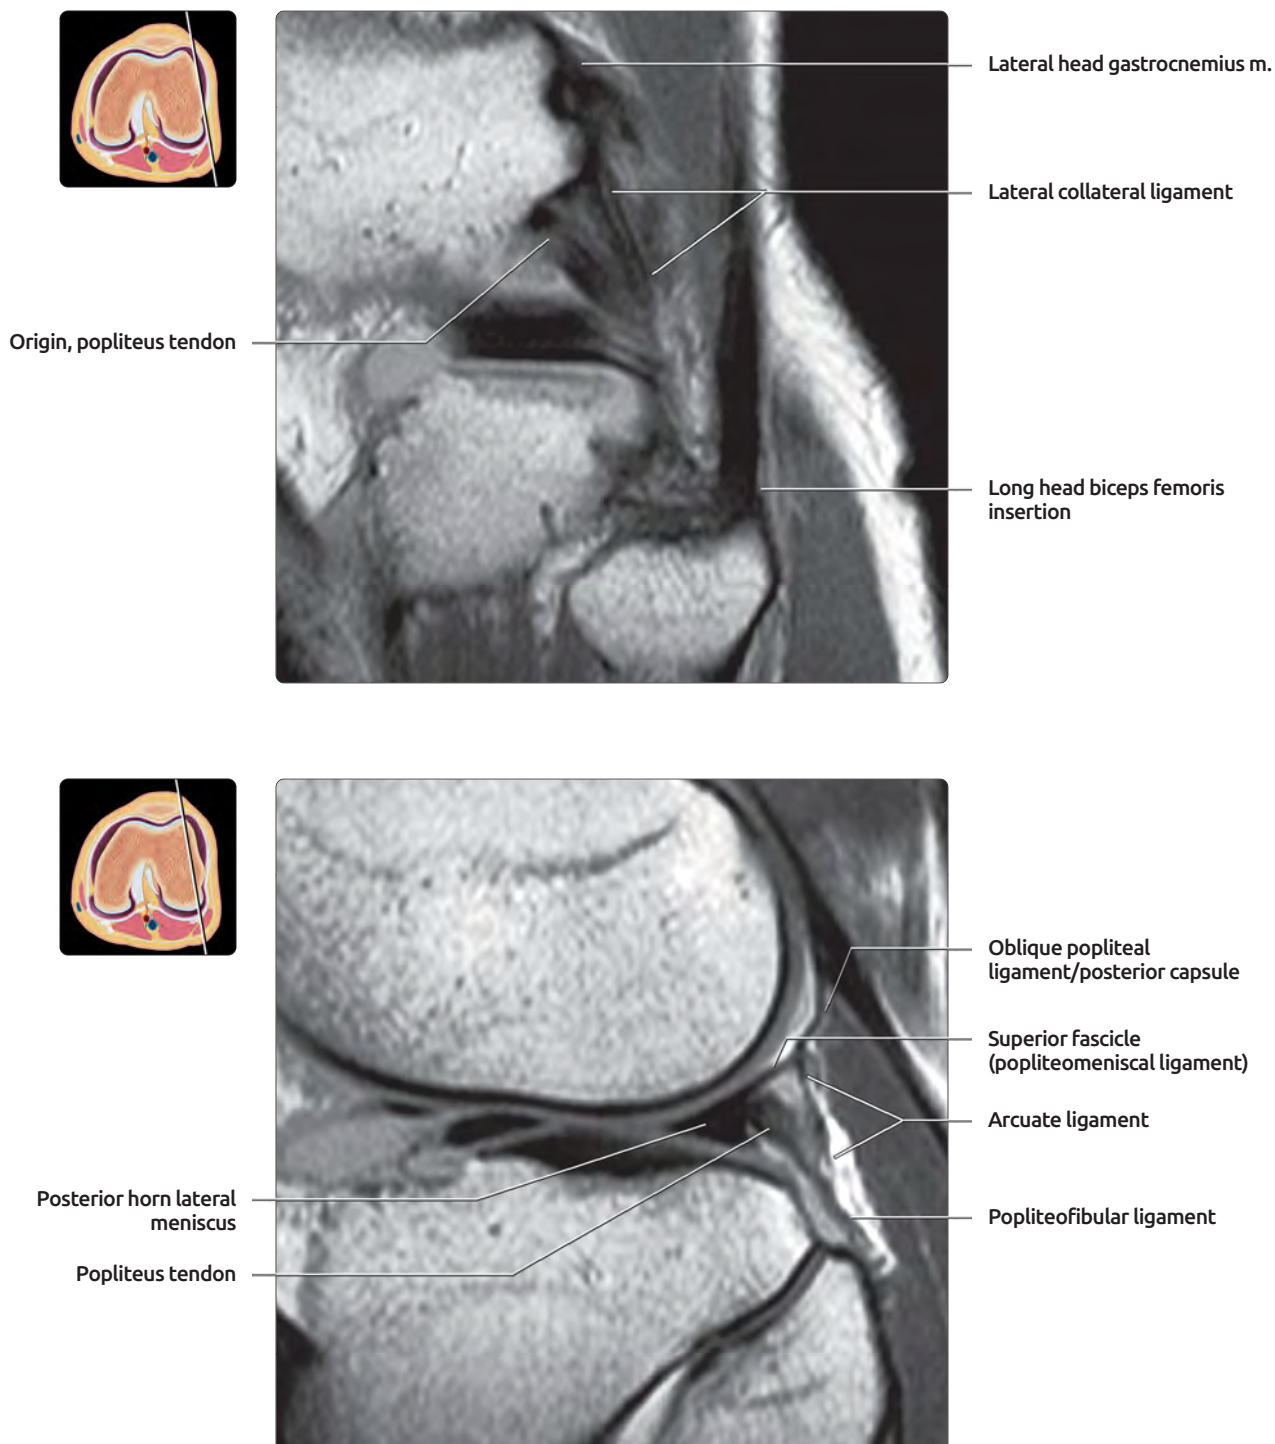 Lateral head gastrocnemius m.
Lateral collateral ligament
Origin, popliteus tendon
Long head biceps femoris
insertion
Oblique popliteal
ligament/posterior capsule
Superior fascicle
(popliteomeniscal ligament)
Arcuate ligament
Posterior horn lateral
meniscus
Popliteofibular ligament
Popliteus tendon